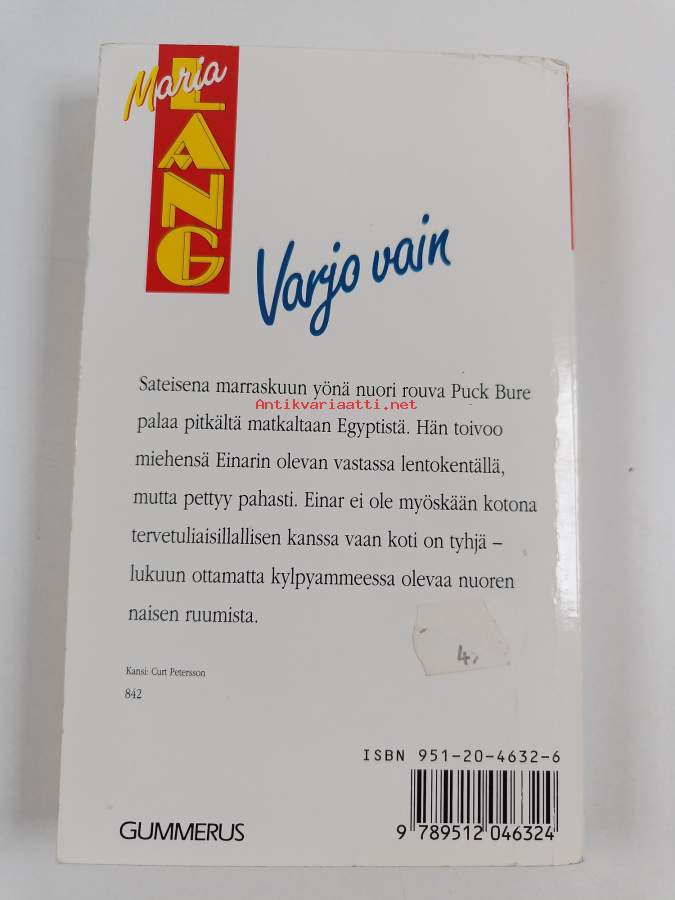 Maria
LANG
Varjo vain
Sateisena marraskuun yönä nuori rouva Puck Bure
Antikvariaatti.net
palaa pitkältä matkaltaan Egyptistä. Hän toivoo
miehensä Einarin olevan vastassa lentokentällä,
mutta pettyy pahasti. Einar ei ole myöskään kotona
tervetuliaisillallisen kanssa vaan koti on tyhjä –
lukuun ottamatta kylpyammeessa olevaa nuoren
naisen ruumista.
4,
Kansi: Curt Petersson
842
ISBN 951-20-4632-6
GUMMERUS
9 789512 046324